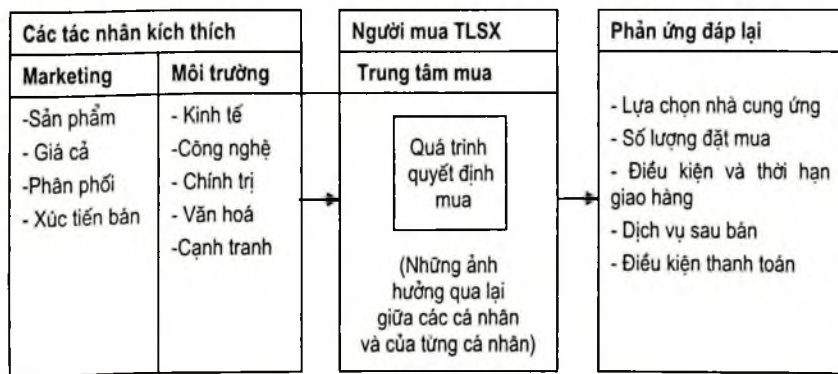 Các tác nhân kích thích
Marketing
-Sản phẩm
- Giá cả
-Phân phối
- Xúc tiến bán
Môi trường
- Kinh tế
-Công nghệ
- Chính trị
- Văn hoá
-Cạnh tranh
Người mua TLSX
Trung tâm mua
Quá trình
quyết định
mua
(Những ảnh
hưởng qua lại
giữa các cá nhân
và của từng cá nhân)
Phản ứng đáp lại
- Lựa chọn nhà cung ứng
- Số lượng đặt mua
- Điều kiện và thời hạn
giao hàng
- Dịch vụ sau bán
- Điều kiện thanh toán